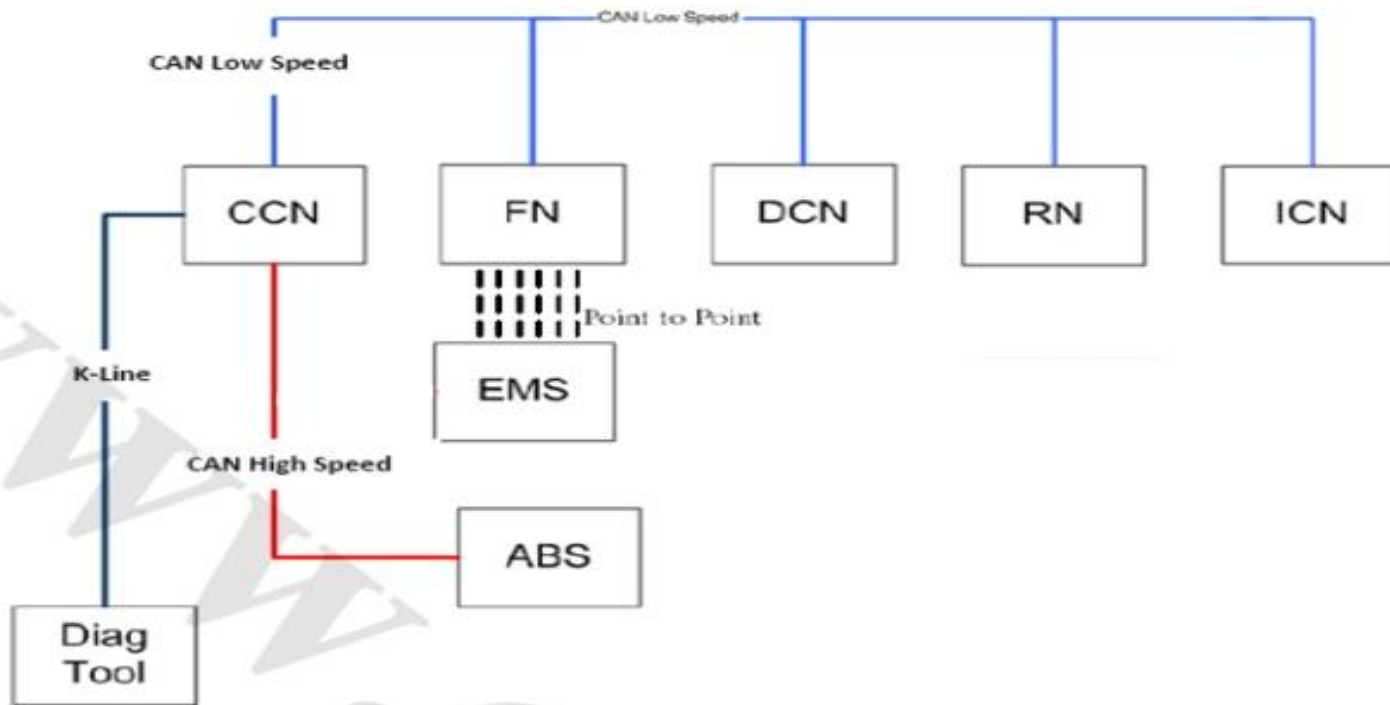 CAN Low Speed
CAN Low Speed
CCN
FN
DCN
RN
ICN
Point to Point
K-Line
EMS
CAN High Speed
ABS
Diag
Tool